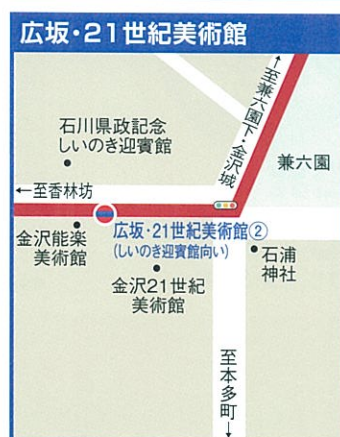 広坂・21世紀美術館
←至兼六園下・金沢城
石川県政記念
しいのき迎賓館
兼六園
←至香林坊
広坂・21世紀美術館②
(しいのき迎賓館向い)
金沢能楽
美術館
石浦
神社
金沢21世紀
美術館
至本多町→